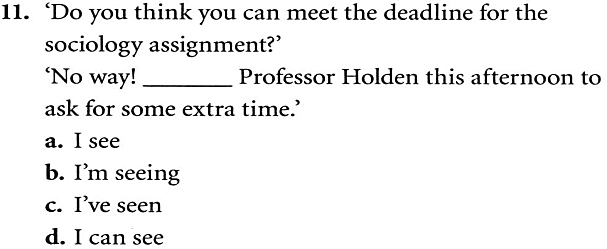 11. ‘Do you think you can meet the deadline for the
sociology assignment?’
‘No way! ________ Professor Holden this afternoon to
ask for some extra time.’
a. I see
b. I’m seeing
c. I’ve seen
d. I can see